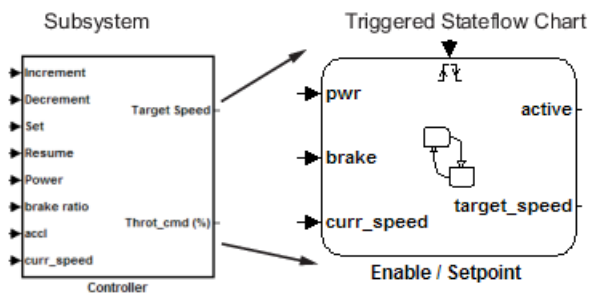 Subsystem
Triggered Stateflow Chart
Increment
Decrement
Set
Resume
Power
brake ratio
accl
curr_speed
Target Speed
Throt_cmd (%)
Controller
pwr
brake
curr_speed
active
target_speed
Enable / Setpoint